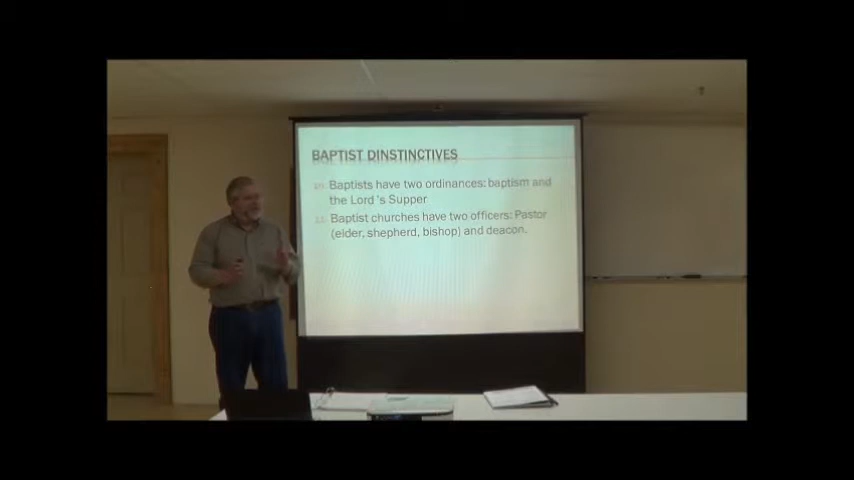 BAPTIST DINSTINCTIVES
Baptists have two ordinances: baptism and
the Lord 's Supper
11. Baptist churches have two officers: Pastor
(elder, shepherd, bishop) and deacon.